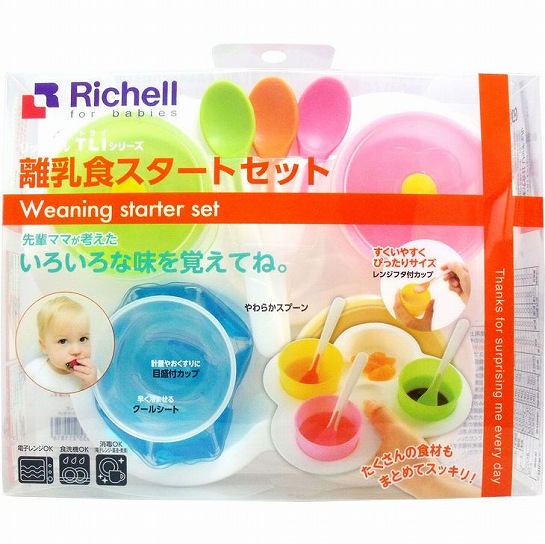 Richell
for babies
TLIシリーズ
離乳食スタートセット
Weaning starter set
先輩ママが考えた
いろいろな味を覚えてね。
すくいやすく
ぴったりサイズ
レンジフタ付カップ
やわらかスプーン
計量やおくすりに
目盛付カップ
早く冷ませる
クールシート
電子レンジOK
食洗機OK
消毒OK
たくさんの食材も
まとめてスッキリ!
Thanks for surprising me every day